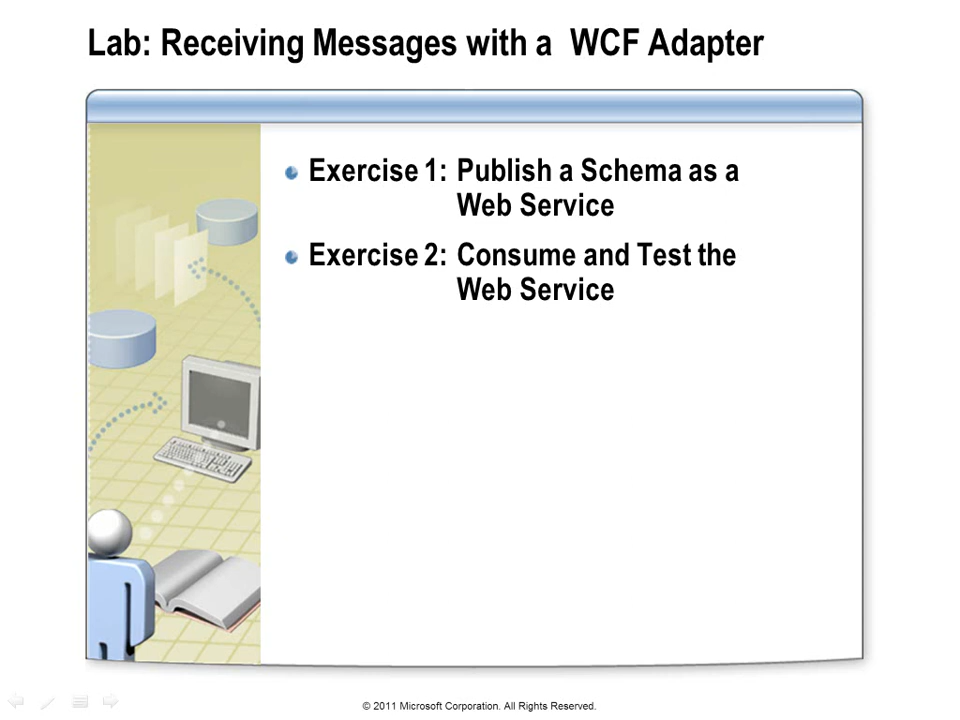 Lab: Receiving Messages with a  WCF Adapter
Exercise 1: Publish a Schema as a
Web Service
Exercise 2: Consume and Test the
Web Service
© 2011 Microsoft Corporation. All Rights Reserved.